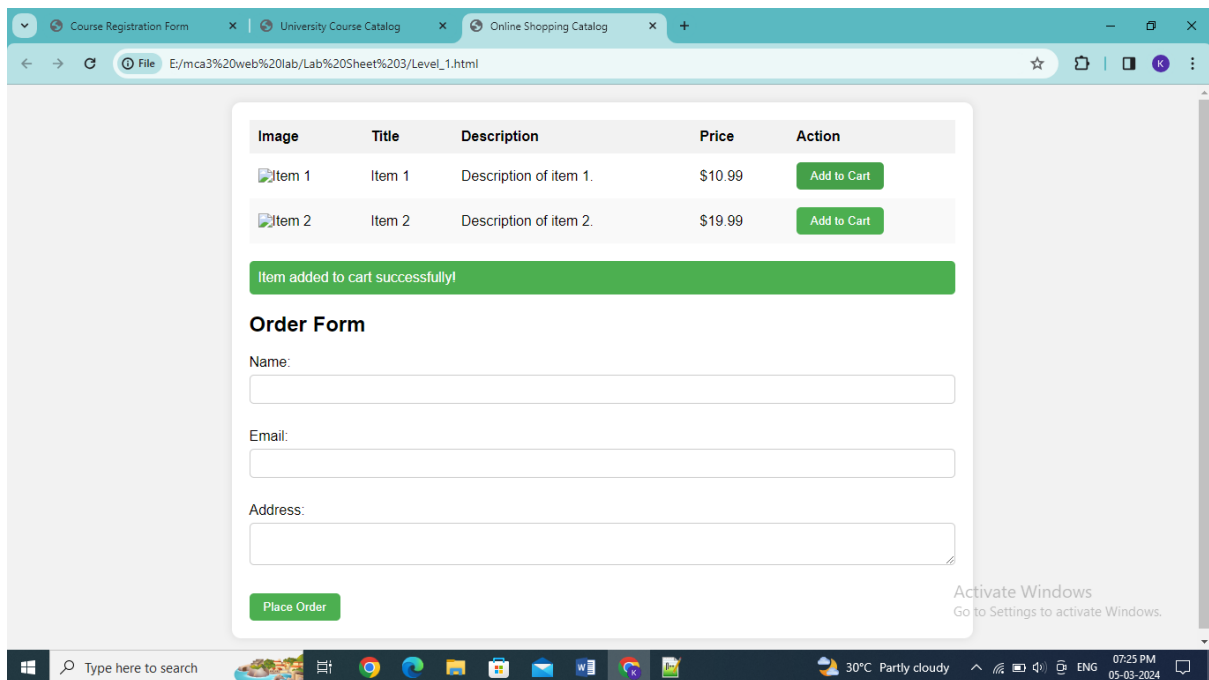 Course Registration Form
University Course Catalog
Online Shopping Catalog
File E:/mca3%20web%20lab/Lab%20Sheet%203/Level_1.html
K
Image Title Description Price Action
Item 1 Item 1 Description of item 1. $10.99 Add to Cart
Item 2 Item 2 Description of item 2. $19.99 Add to Cart
Item added to cart successfully!
Order Form
Name:
Email:
Address:
Place Order
Activate Windows
Go to Settings to activate Windows.
Type here to search
30°C Partly cloudy
ENG
07:25 PM
05-03-2024